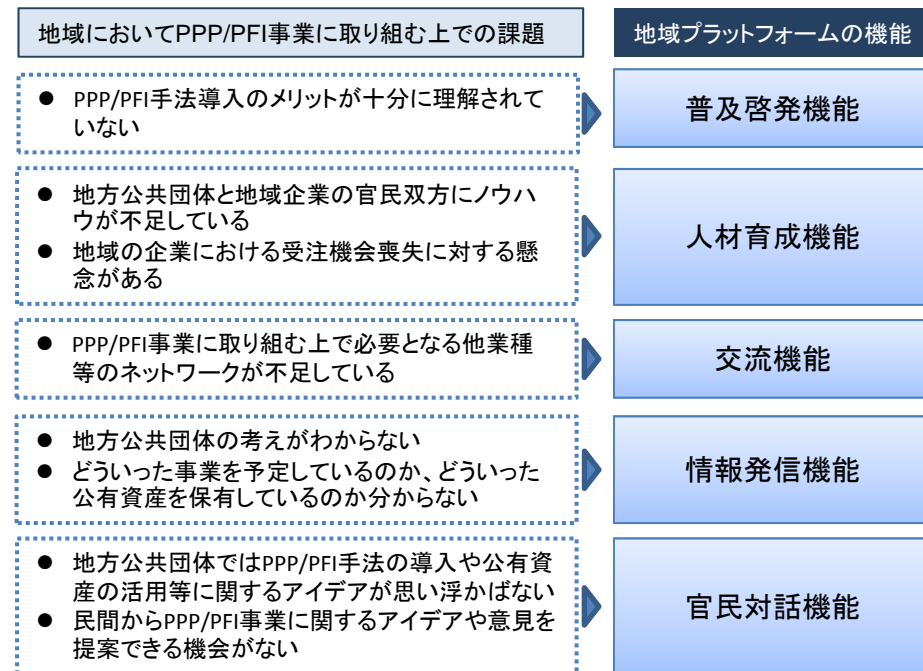 地域においてPPP/PFI事業に取り組む上での課題
地域プラットフォームの機能
● PPP/PFI手法導入のメリットが十分に理解されて
いない
普及啓発機能
● 地方公共団体と地域企業の官民双方にノウハ
ウが不足している
● 地域の企業における受注機会喪失に対する懸
念がある
人材育成機能
● PPP/PFI事業に取り組む上で必要となる他業種
等のネットワークが不足している
交流機能
● 地方公共団体の考えがわからない
● どういった事業を予定しているのか、どういった
公有資産を保有しているのか分からない
情報発信機能
● 地方公共団体ではPPP/PFI手法の導入や公有資
産の活用等に関するアイデアが思い浮かばない
● 民間からPPP/PFI事業に関するアイデアや意見を
提案できる機会がない
官民対話機能